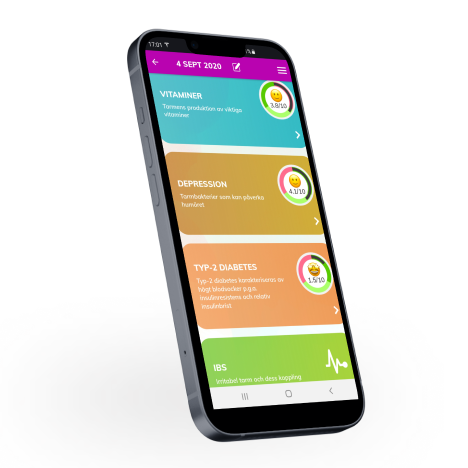 17:01
4 SEPT 2020
VITAMINER
3.8/10
Tarmens produktion av viktiga
vitaminer
DEPRESSION
4.1/10
Tarmbakterier som kan påverka
humöret
TYP-2 DIABETES
1.5/10
Typ-2 diabetes karakteriseras av
högt blodsocker p.g.a.
insulinresistens och relativ
insulinbrist
IBS
Irritabel tarm och dess koppling